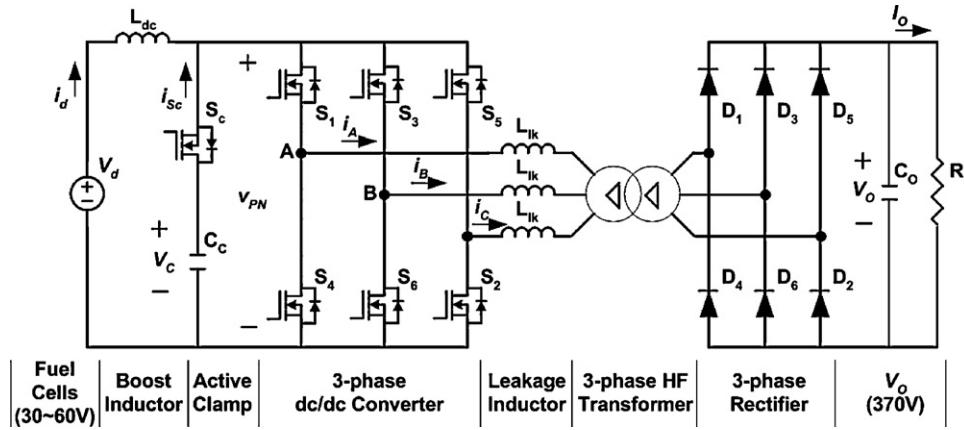 L_dc
I_O
i_d
+
i_Sc
S_c
+
S_1
S_3
S_5
D_1
D_3
D_5
i_A
L_lk
A
V_d
+
-
v_PN
B
i_B
L_lk
i_C
L_lk
+
V_O
-
C_O
R
+
V_C
-
C_C
S_4
S_6
S_2
D_4
D_6
D_2
-
Fuel Cells (30~60V)
Boost Inductor
Active Clamp
3-phase dc/dc Converter
Leakage Inductor
3-phase HF Transformer
3-phase Rectifier
V_O (370V)